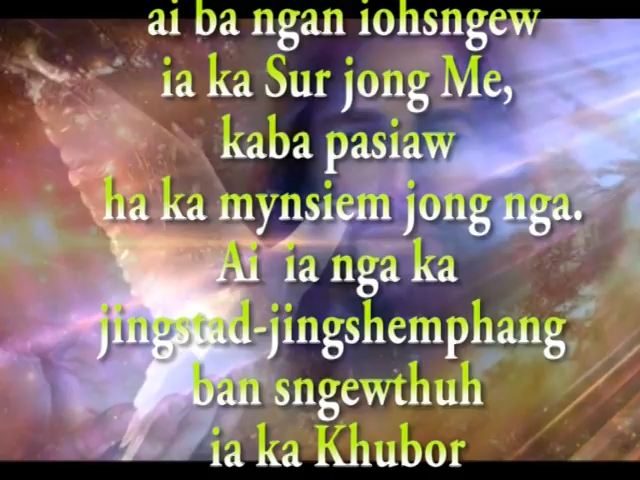 ai ba ngan iohsngew
ia ka Sur jong Me,
kaba pasiaw
ha ka mynsiem jong nga.
Ai ia nga ka
jingstad-jingshemphang
ban sngewthuh
ia ka Khubor